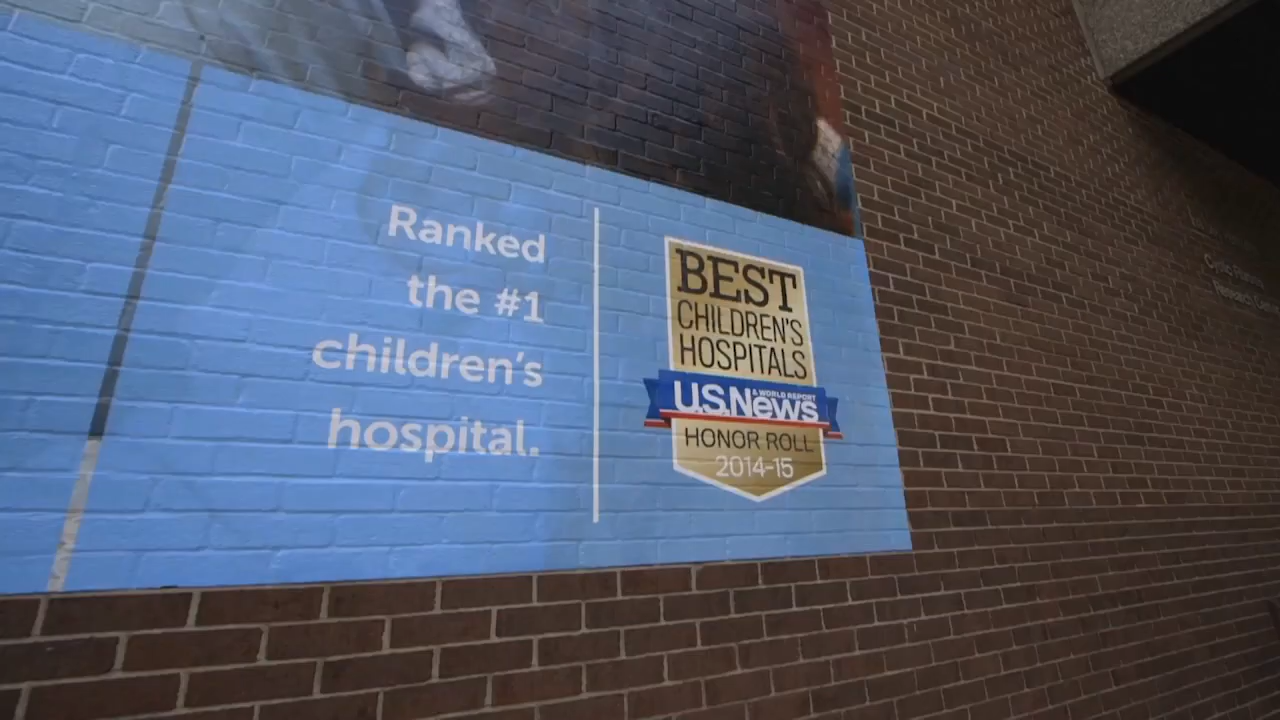 Ranked
the #1
children's
hospital.
BEST
CHILDREN'S
HOSPITALS
U.S.News
& WORLD REPORT
HONOR ROLL
2014-15